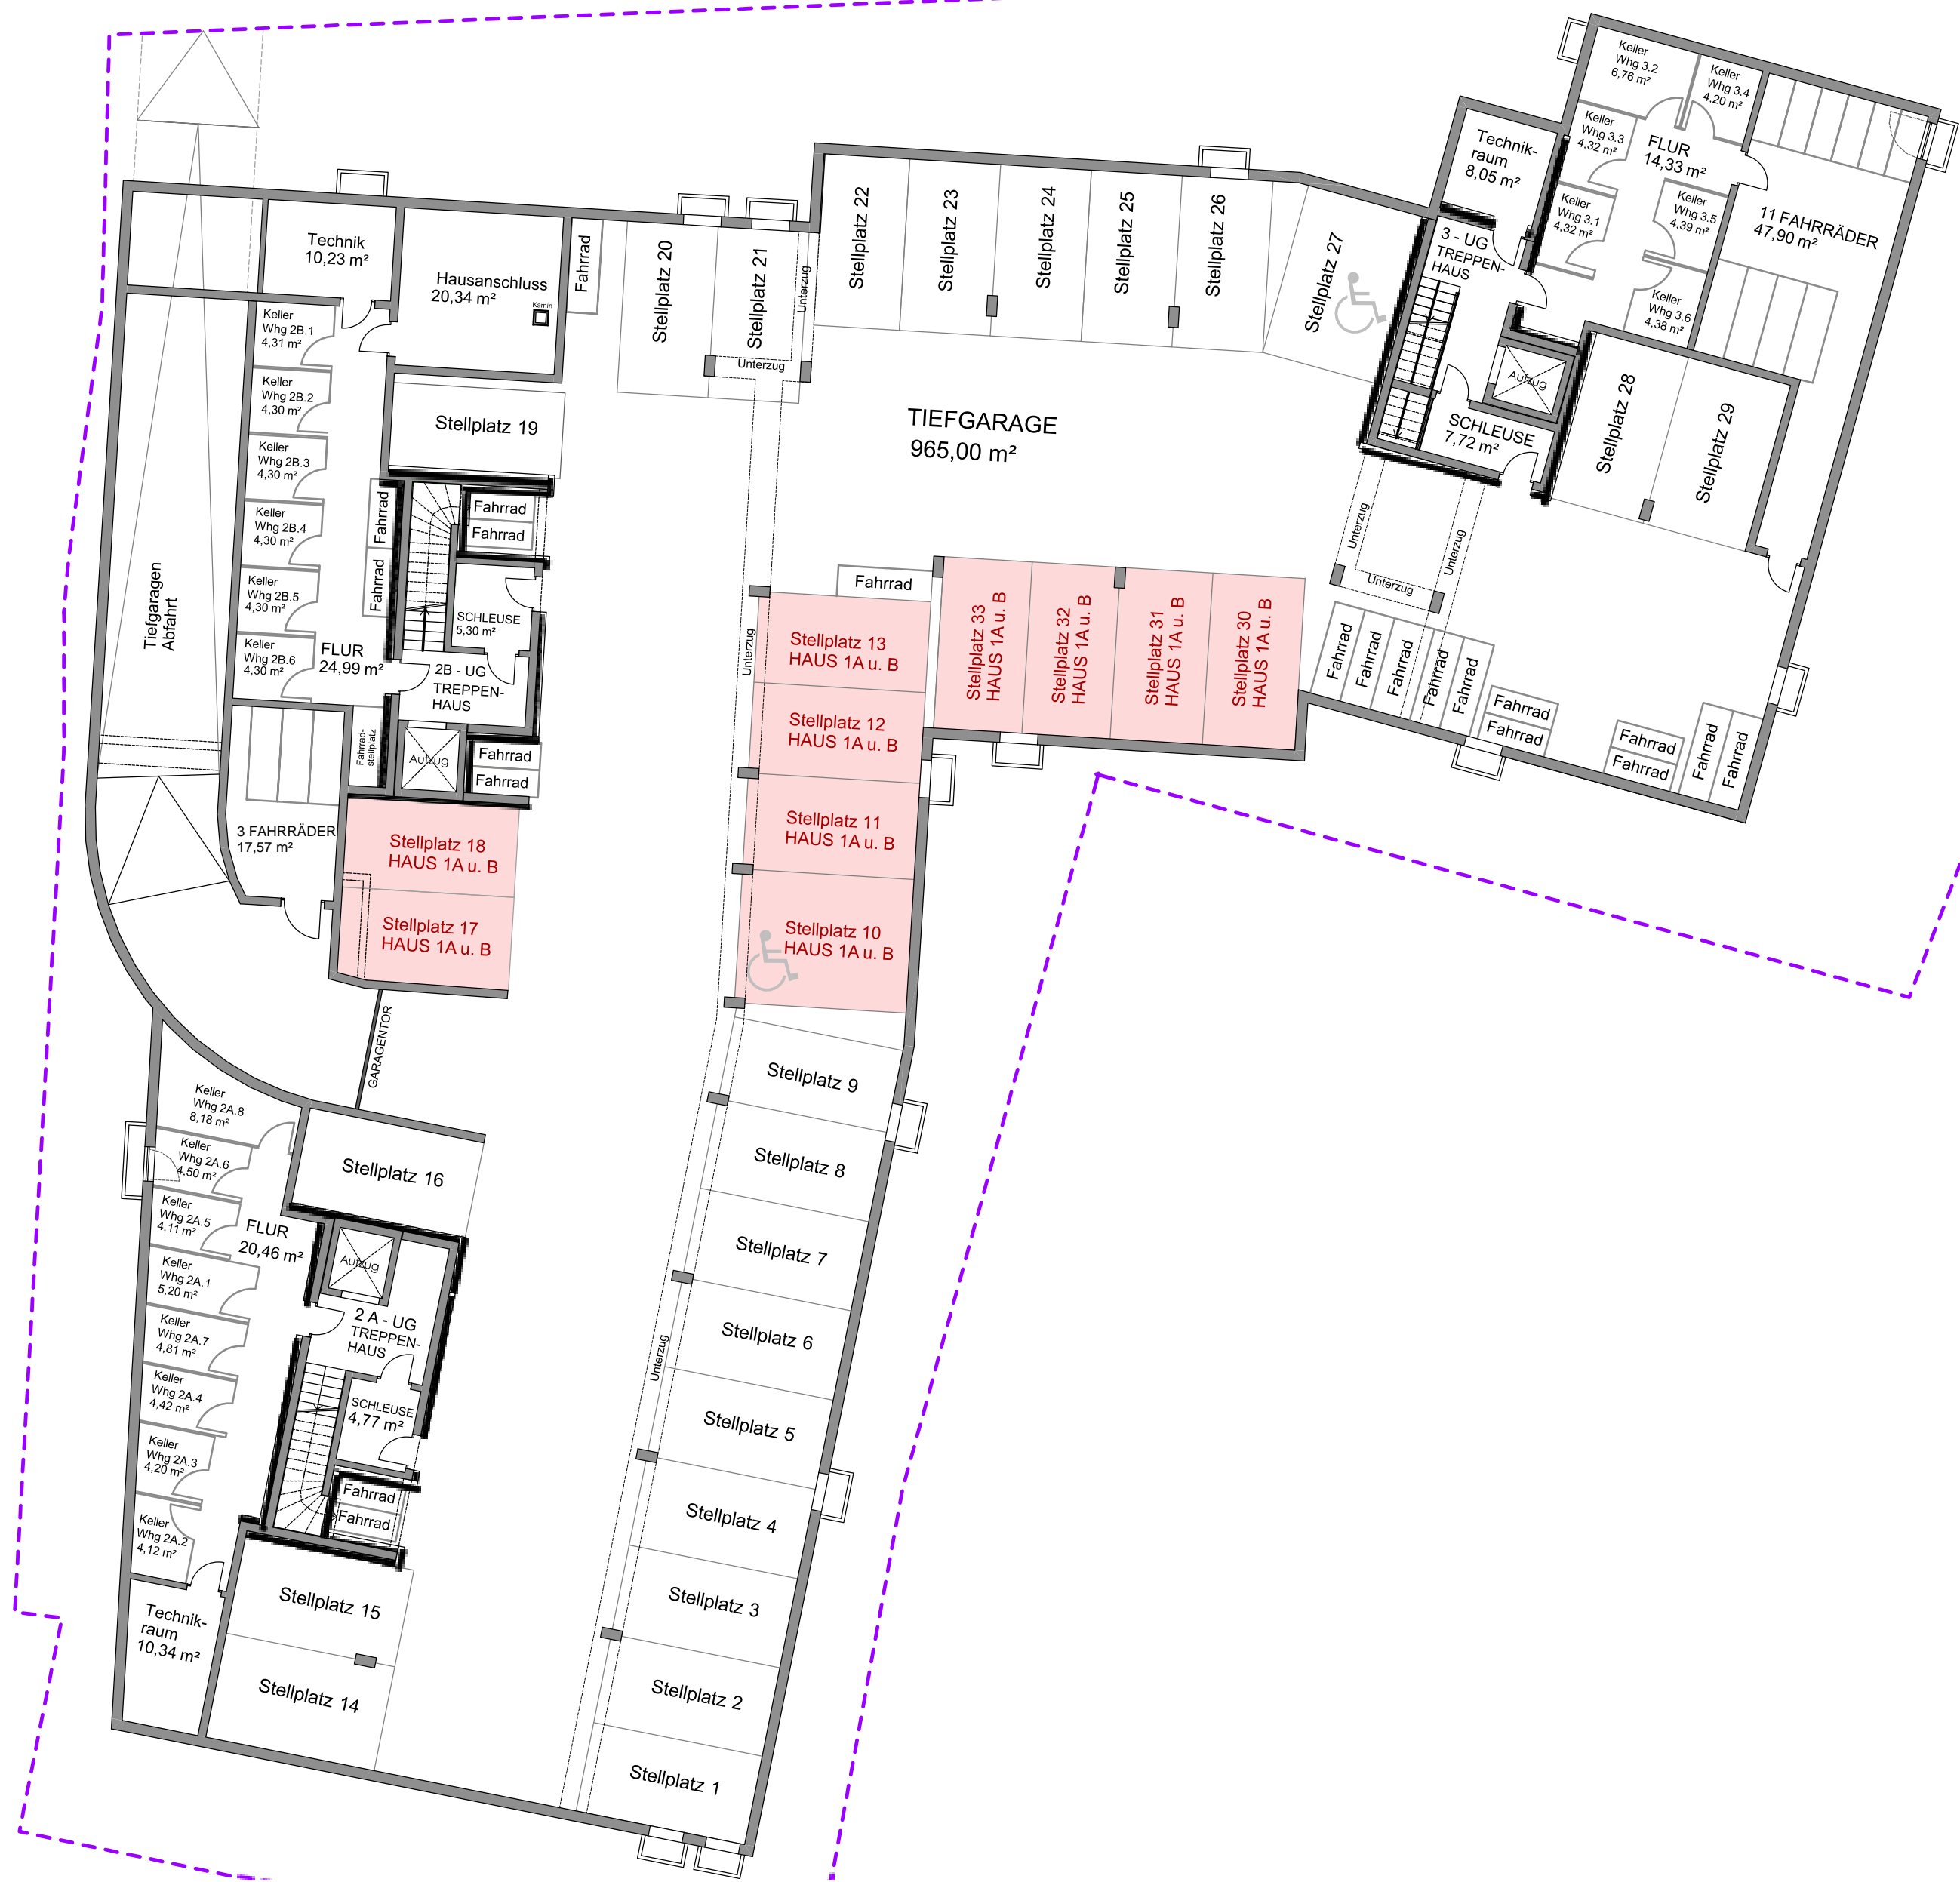 Keller
Whg 3.2
6,76 m²
Keller
Whg 3.4
4,20 m²
Keller
Whg 3.3
4,32 m²
FLUR
14,33 m²
Technik-
raum
8,05 m²
Keller
Whg 3.1
4,32 m²
Keller
Whg 3.5
4,39 m²
11 FAHRRÄDER
47,90 m²
Keller
Whg 3.6
4,38 m²
3 - UG
TREPPEN-
HAUS
Aufzug
SCHLEUSE
7,72 m²
Stellplatz 28
Stellplatz 29
Technik
10,23 m²
Hausanschluss
20,34 m²
Kamin
Fahrrad
Stellplatz 20
Stellplatz 21
Unterzug
Unterzug
Stellplatz 22
Stellplatz 23
Stellplatz 24
Stellplatz 25
Stellplatz 26
Stellplatz 27
TIEFGARAGE
965,00 m²
Keller
Whg 2B.1
4,31 m²
Keller
Whg 2B.2
4,30 m²
Keller
Whg 2B.3
4,30 m²
Keller
Whg 2B.4
4,30 m²
Keller
Whg 2B.5
4,30 m²
Keller
Whg 2B.6
4,30 m²
Stellplatz 19
Fahrrad
Fahrrad
Fahrrad
Fahrrad
SCHLEUSE
5,30 m²
FLUR
24,99 m²
2B - UG
TREPPEN-
HAUS
Tiefgaragen
Abfahrt
Fahrrad-
stellplatz
Aufzug
Fahrrad
Fahrrad
3 FAHRRÄDER
17,57 m²
Stellplatz 18
HAUS 1A u. B
Stellplatz 17
HAUS 1A u. B
GARAGENTOR
Unterzug
Fahrrad
Stellplatz 13
HAUS 1A u. B
Stellplatz 12
HAUS 1A u. B
Stellplatz 11
HAUS 1A u. B
Stellplatz 10
HAUS 1A u. B
Stellplatz 33
HAUS 1A u. B
Stellplatz 32
HAUS 1A u. B
Stellplatz 31
HAUS 1A u. B
Stellplatz 30
HAUS 1A u. B
Unterzug
Unterzug
Unterzug
Fahrrad
Fahrrad
Fahrrad
Fahrrad
Fahrrad
Fahrrad
Fahrrad
Fahrrad
Fahrrad
Fahrrad
Fahrrad
Stellplatz 9
Stellplatz 8
Stellplatz 7
Stellplatz 6
Stellplatz 5
Stellplatz 4
Stellplatz 3
Stellplatz 2
Stellplatz 1
Unterzug
Keller
Whg 2A.8
8,18 m²
Keller
Whg 2A.6
4,50 m²
Keller
Whg 2A.5
4,11 m²
Keller
Whg 2A.1
5,20 m²
Keller
Whg 2A.7
4,81 m²
Keller
Whg 2A.4
4,42 m²
Keller
Whg 2A.3
4,20 m²
Keller
Whg 2A.2
4,12 m²
Stellplatz 16
FLUR
20,46 m²
Aufzug
2 A - UG
TREPPEN-
HAUS
SCHLEUSE
4,77 m²
Fahrrad
Fahrrad
Technik-
raum
10,34 m²
Stellplatz 15
Stellplatz 14